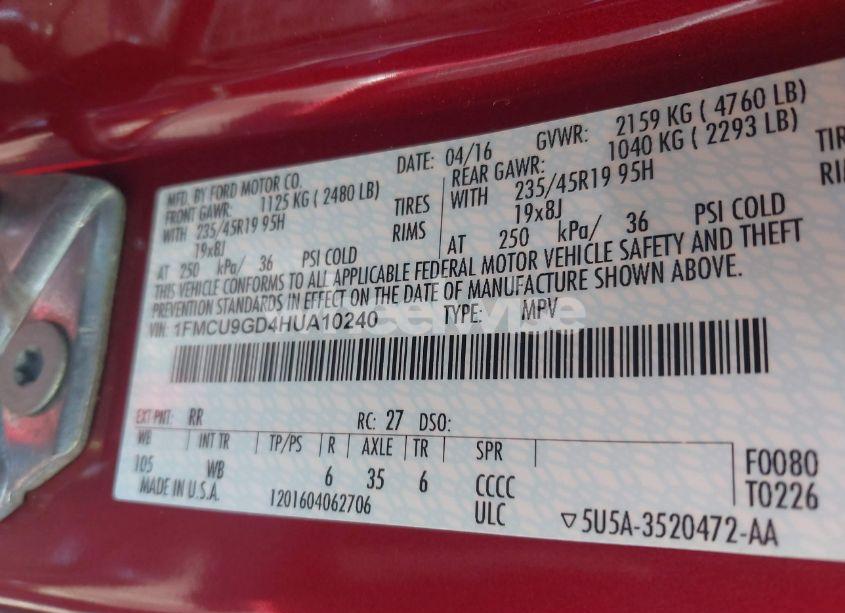 MFD. BY FORD MOTOR CO.
DATE: 04/16 GVWR: 2159 KG ( 4760 LB)
FRONT GAWR: 1125 KG ( 2480 LB) REAR GAWR: 1040 KG ( 2293 LB)
WITH 235/45R19 95H TIRES WITH 235/45R19 95H TIRE
19x8J RIMS 19x8J RIM
AT 250 kPa/ 36 PSI COLD AT 250 kPa/ 36 PSI COLD
THIS VEHICLE CONFORMS TO ALL APPLICABLE FEDERAL MOTOR VEHICLE SAFETY AND THEFT
PREVENTION STANDARDS IN EFFECT ON THE DATE OF MANUFACTURE SHOWN ABOVE.
VIN: 1FMCU9GD4HUA10240 TYPE: MPV
EXT PNT: RR RC: 27 DSO:
WB INT TR TP/PS R AXLE TR SPR
105 WB 6 35 6 CCCC F0080
MADE IN U.S.A. 1201604062706 ULC T0226
▽5U5A-3520472-AA